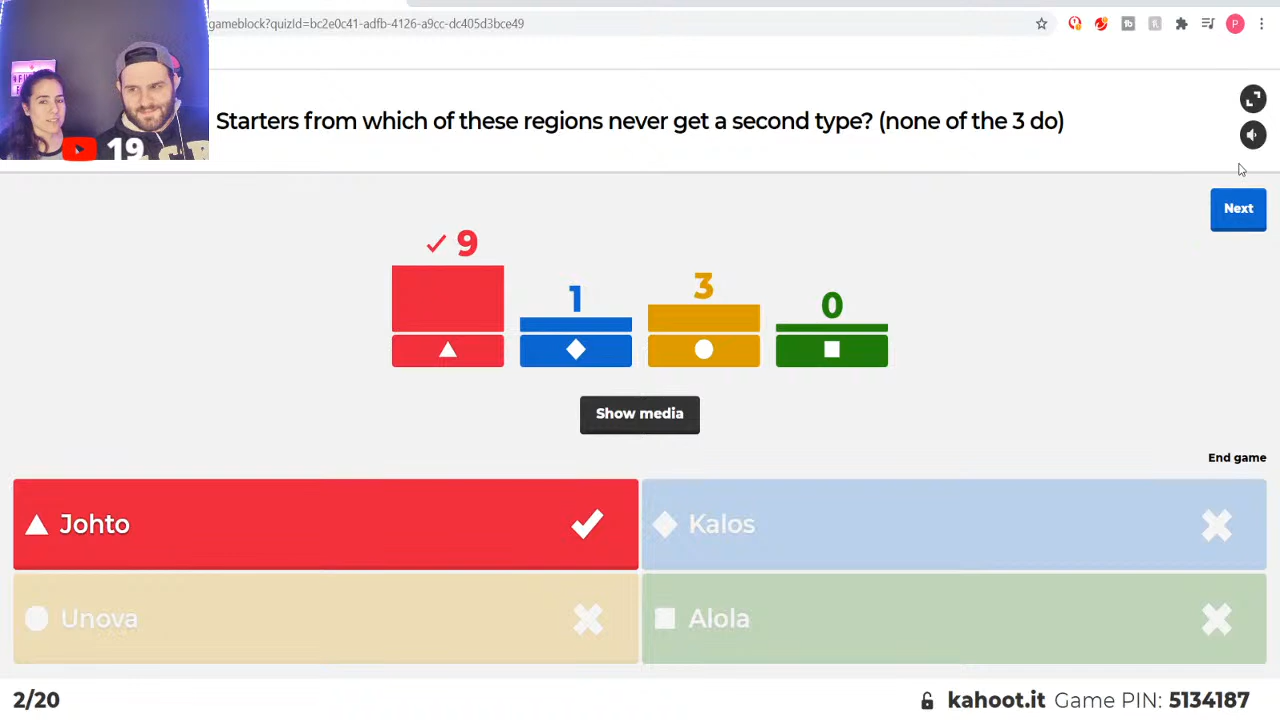 gameblock?quizId=bc2e0c41-adfb-4126-a9cc-dc405d3bce49
Starters from which of these regions never get a second type? (none of the 3 do)
19
Next
9
1
3
0
Show media
End game
Johto
Kalos
Unova
Alola
2/20
kahoot.it Game PIN: 5134187